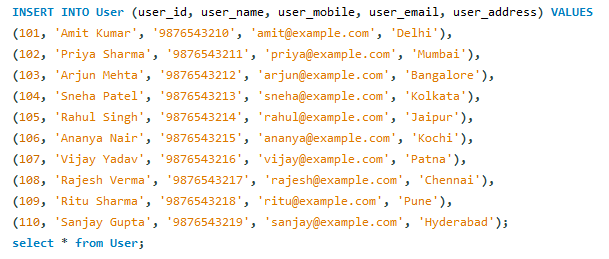 INSERT INTO User (user_id, user_name, user_mobile, user_email, user_address) VALUES
(101, 'Amit Kumar', '9876543210', 'amit@example.com', 'Delhi'),
(102, 'Priya Sharma', '9876543211', 'priya@example.com', 'Mumbai'),
(103, 'Arjun Mehta', '9876543212', 'arjun@example.com', 'Bangalore'),
(104, 'Sneha Patel', '9876543213', 'sneha@example.com', 'Kolkata'),
(105, 'Rahul Singh', '9876543214', 'rahul@example.com', 'Jaipur'),
(106, 'Ananya Nair', '9876543215', 'ananya@example.com', 'Kochi'),
(107, 'Vijay Yadav', '9876543216', 'vijay@example.com', 'Patna'),
(108, 'Rajesh Verma', '9876543217', 'rajesh@example.com', 'Chennai'),
(109, 'Ritu Sharma', '9876543218', 'ritu@example.com', 'Pune'),
(110, 'Sanjay Gupta', '9876543219', 'sanjay@example.com', 'Hyderabad');
select * from User;